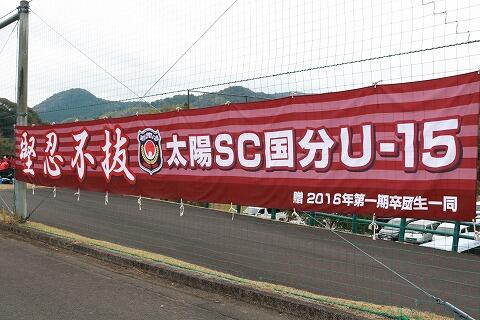 堅忍不抜 太陽SC国分U-15
贈 2016年第一期卒団生一同